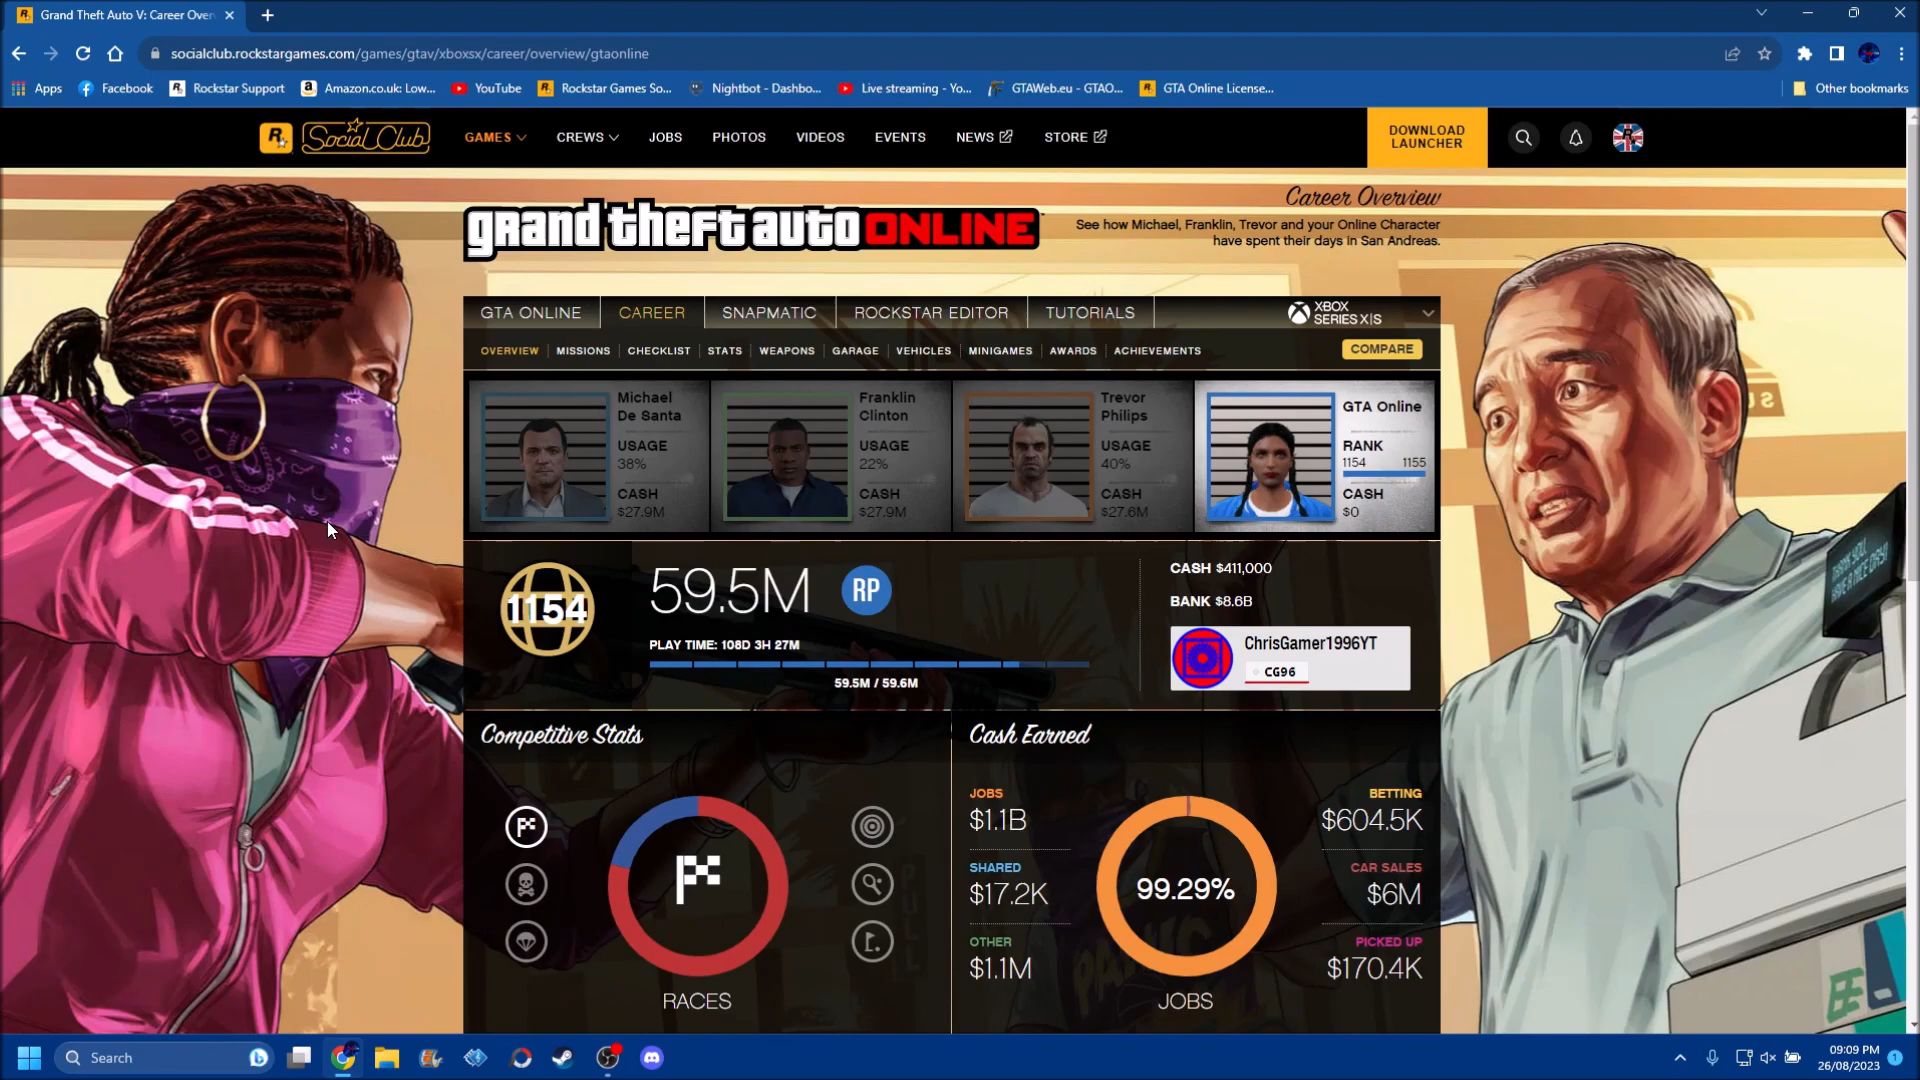 Grand Theft Auto V: Career Over
socialclub.rockstargames.com/games/gtav/xboxsx/career/overview/gtaonline
Apps
Facebook
Rockstar Support
Amazon.co.uk: Low...
YouTube
Rockstar Games So...
Nightbot - Dashbo...
Live streaming - Yo...
GTAWeb.eu - GTAO...
GTA Online License...
Other bookmarks
R★
Social Club
GAMES
CREWS
JOBS
PHOTOS
VIDEOS
EVENTS
NEWS
STORE
DOWNLOAD
LAUNCHER
grand theft auto ONLINE
Career Overview
See how Michael, Franklin, Trevor and your Online Character
have spent their days in San Andreas.
GTA ONLINE
CAREER
SNAPMATIC
ROCKSTAR EDITOR
TUTORIALS
XBOX
SERIES X|S
OVERVIEW
MISSIONS
CHECKLIST
STATS
WEAPONS
GARAGE
VEHICLES
MINIGAMES
AWARDS
ACHIEVEMENTS
COMPARE
Michael
De Santa
USAGE
38%
CASH
$27.9M
Franklin
Clinton
USAGE
22%
CASH
$27.9M
Trevor
Philips
USAGE
40%
CASH
$27.6M
GTA Online
RANK
1154 1155
CASH
$0
1154
59.5M RP
PLAY TIME: 108D 3H 27M
59.5M / 59.6M
CASH $411,000
BANK $8.6B
ChrisGamer1996YT
CG96
Competitive Stats
RACES
Cash Earned
JOBS
$1.1B
SHARED
$17.2K
OTHER
$1.1M
99.29%
JOBS
BETTING
$604.5K
CAR SALES
$6M
PICKED UP
$170.4K
THANK YOU
HAVE A NICE DAY!!
Search
09:09 PM
26/08/2023
1